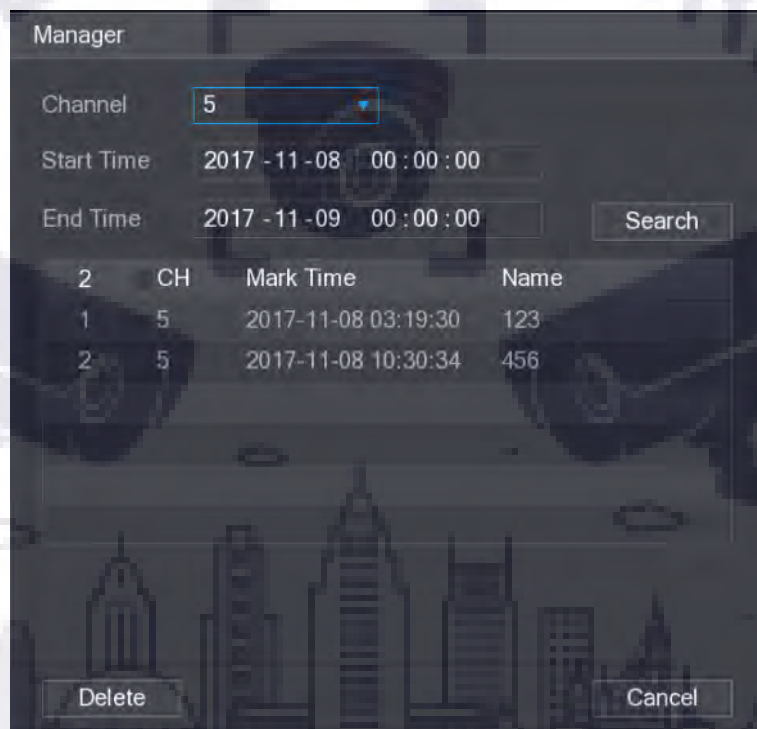 Manager
Channel 5
Start Time 2017 -11 -08 00 : 00 : 00
End Time 2017 -11 -09 00 : 00 : 00 Search
2 CH Mark Time Name
1 5 2017-11-08 03:19:30 123
2 5 2017-11-08 10:30:34 456
Delete Cancel